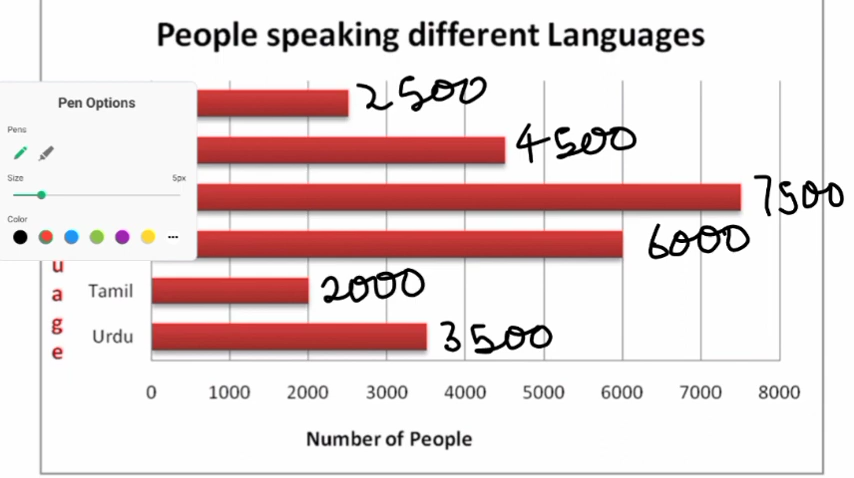 People speaking different Languages
Pen Options
Pens
Size
5px
Color
2500
4500
7500
6000
Tamil 2000
Urdu 3500
u
a
g
e
0 1000 2000 3000 4000 5000 6000 7000 8000
Number of People